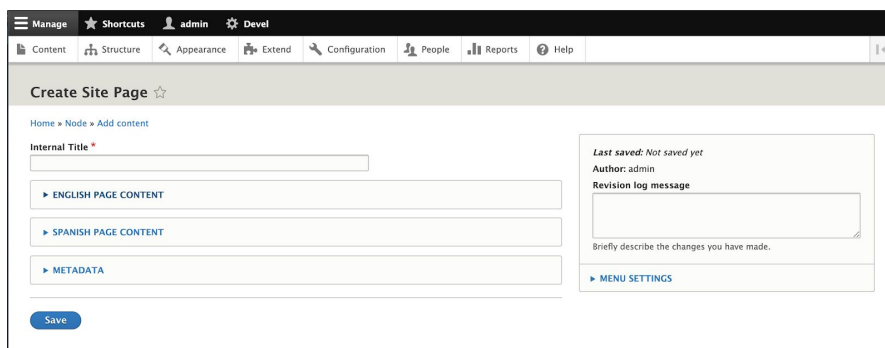 Manage Shortcuts admin Devel
Content Structure Appearance Extend Configuration People Reports Help
Create Site Page
Home » Node » Add content
Internal Title *
ENGLISH PAGE CONTENT
SPANISH PAGE CONTENT
METADATA
Save
Last saved: Not saved yet
Author: admin
Revision log message
Briefly describe the changes you have made.
MENU SETTINGS